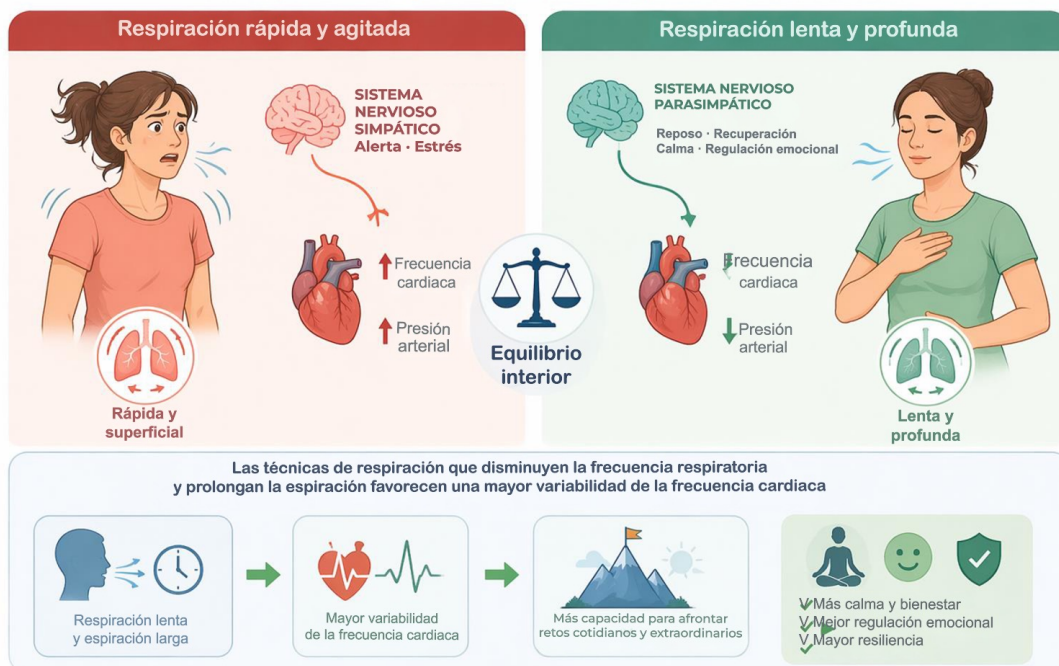 Respiración rápida y agitada
SISTEMA
NERVIOSO
SIMPÁTICO
Alerta · Estrés
Frecuencia
cardiaca
Presión
arterial
Rápida y
superficial
Equilibrio
interior
Respiración lenta y profunda
SISTEMA NERVIOSO
PARASIMPÁTICO
Reposo · Recuperación
Calma · Regulación emocional
Frecuencia
cardiaca
Presión
arterial
Lenta y
profunda
Las técnicas de respiración que disminuyen la frecuencia respiratoria
y prolongan la espiración favorecen una mayor variabilidad de la frecuencia cardiaca
Respiración lenta
y espiración larga
Mayor variabilidad
de la frecuencia cardiaca
Más capacidad para afrontar
retos cotidianos y extraordinarios
V Más calma y bienestar
V Mejor regulación emocional
V Mayor resiliencia